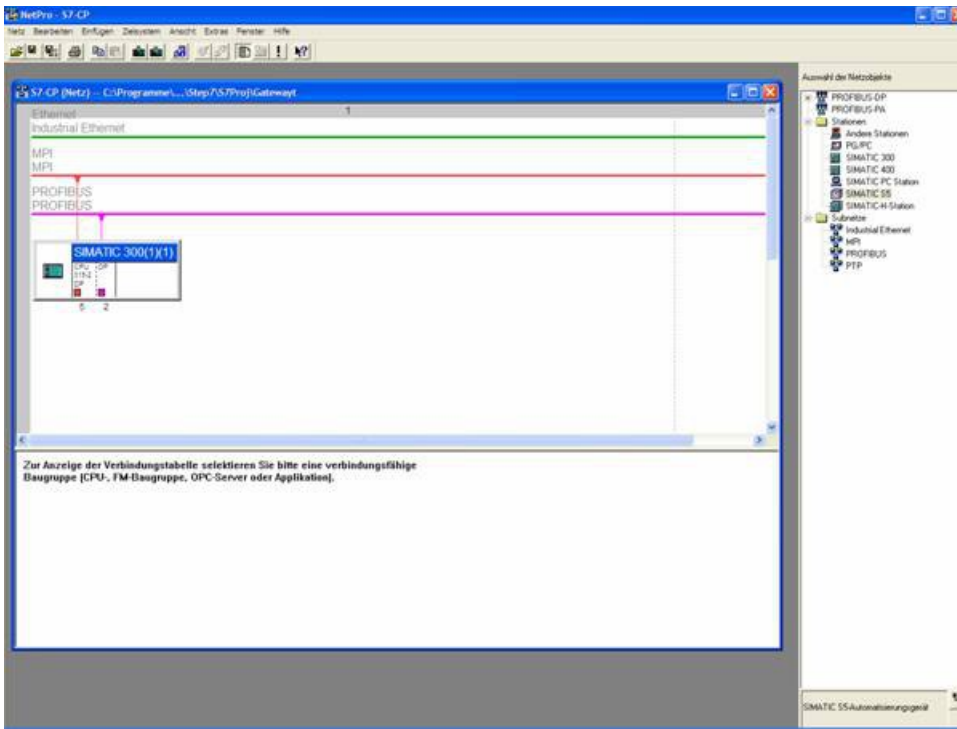 NetPro - S7-CP
Netz Bearbeiten Einfügen Zielsystem Ansicht Extras Fenster Hilfe
S7-CP (Netz) -- C:\Programme\...\Step7\S7Proj\Gatewayt
1
Ethernet
Industrial Ethernet
MPI
MPI
PROFIBUS
PROFIBUS
SIMATIC 300(1)(1)
CPU DP
315-2
DP
5 2
Zur Anzeige der Verbindungstabelle selektieren Sie bitte eine verbindungsfähige
Baugruppe (CPU-, FM-Baugruppe, OPC-Server oder Applikation).
Auswahl der Netzobjekte
PROFIBUS-DP
PROFIBUS-PA
Stationen
Andere Stationen
PG/PC
SIMATIC 300
SIMATIC 400
SIMATIC PC Station
SIMATIC S5
SIMATIC-H-Station
Subnetze
Industrial Ethernet
MPI
PROFIBUS
PTP
SIMATIC S5-Automatisierungsgerät